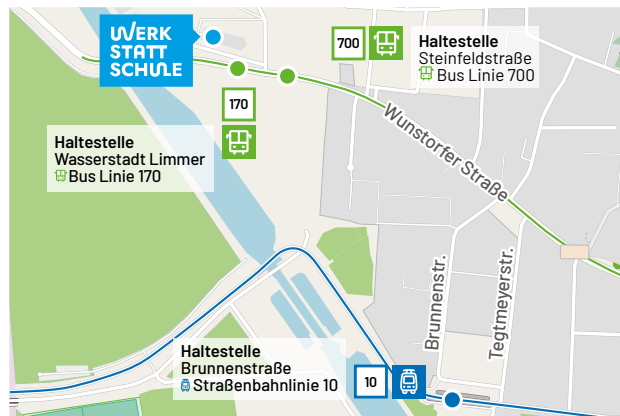 WERK
STATT
SCHULE
700
Haltestelle
Steinfeldstraße
Bus Linie 700
170
Haltestelle
Wasserstadt Limmer
Bus Linie 170
Wunstorfer Straße
Brunnenstr.
Tegtmeyerstr.
Haltestelle
Brunnenstraße
Straßenbahnlinie 10
10